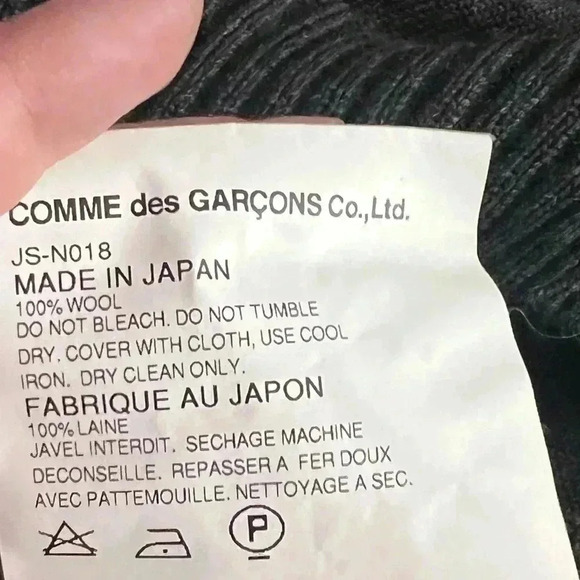 COMME des GARÇONS Co.,Ltd.
JS-N018
MADE IN JAPAN
100% WOOL
DO NOT BLEACH. DO NOT TUMBLE
DRY. COVER WITH CLOTH, USE COOL
IRON. DRY CLEAN ONLY.
FABRIQUE AU JAPON
100% LAINE
JAVEL INTERDIT. SECHAGE MACHINE
DECONSEILLE. REPASSER A FER DOUX
AVEC PATTEMOUILLE. NETTOYAGE A SEC.
P